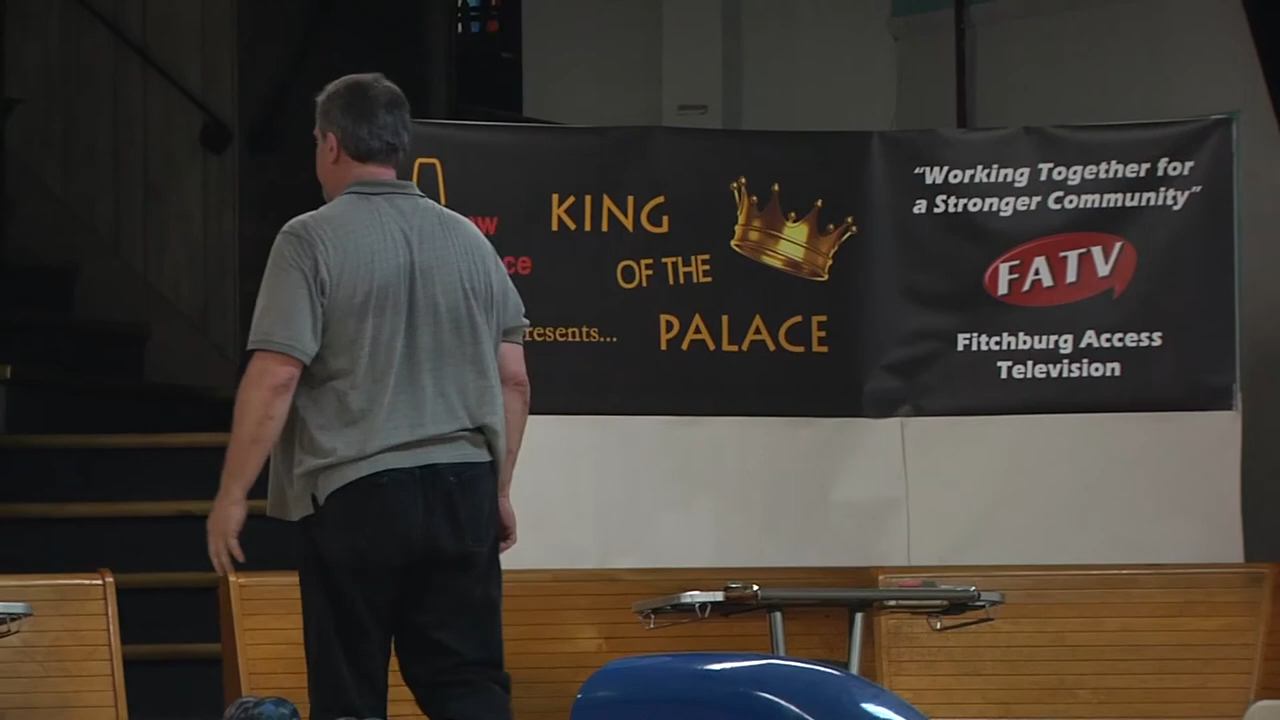 KING
OF THE
PALACE
resents...
"Working Together for
a Stronger Community"
FATV
Fitchburg Access
Television